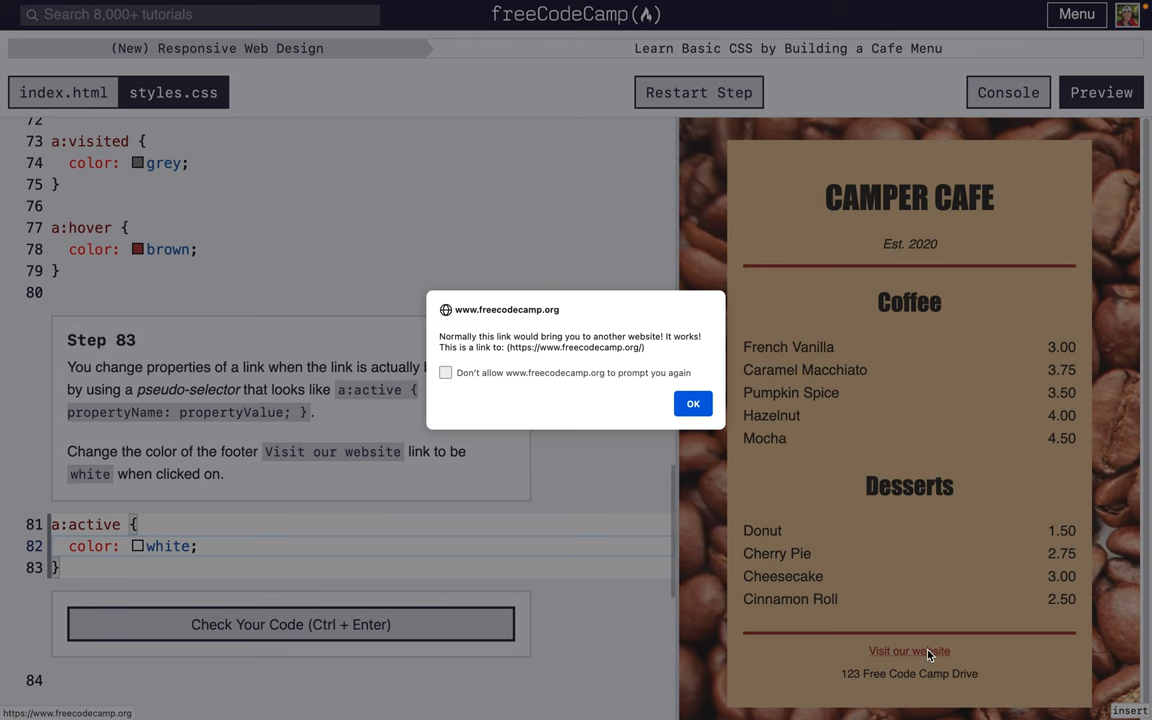 Search 8,000+ tutorials
freeCodeCamp(🔥)
Menu
(New) Responsive Web Design
Learn Basic CSS by Building a Cafe Menu
index.html
styles.css
Restart Step
Console
Preview
72
73 a:visited {
74 color: grey;
75 }
76
77 a:hover {
78 color: brown;
79 }
80
Step 83
You change properties of a link when the link is actually
by using a pseudo-selector that looks like a:active {
propertyName: propertyValue; } .
Change the color of the footer Visit our website link to be
white when clicked on.
81 a:active {
82 color: white;
83 }
Check Your Code (Ctrl + Enter)
84
https://www.freecodecamp.org
www.freecodecamp.org
Normally this link would bring you to another website! It works!
This is a link to: (https://www.freecodecamp.org/)
Don't allow www.freecodecamp.org to prompt you again
OK
CAMPER CAFE
Est. 2020
Coffee
French Vanilla 3.00
Caramel Macchiato 3.75
Pumpkin Spice 3.50
Hazelnut 4.00
Mocha 4.50
Desserts
Donut 1.50
Cherry Pie 2.75
Cheesecake 3.00
Cinnamon Roll 2.50
Visit our website
123 Free Code Camp Drive
insert